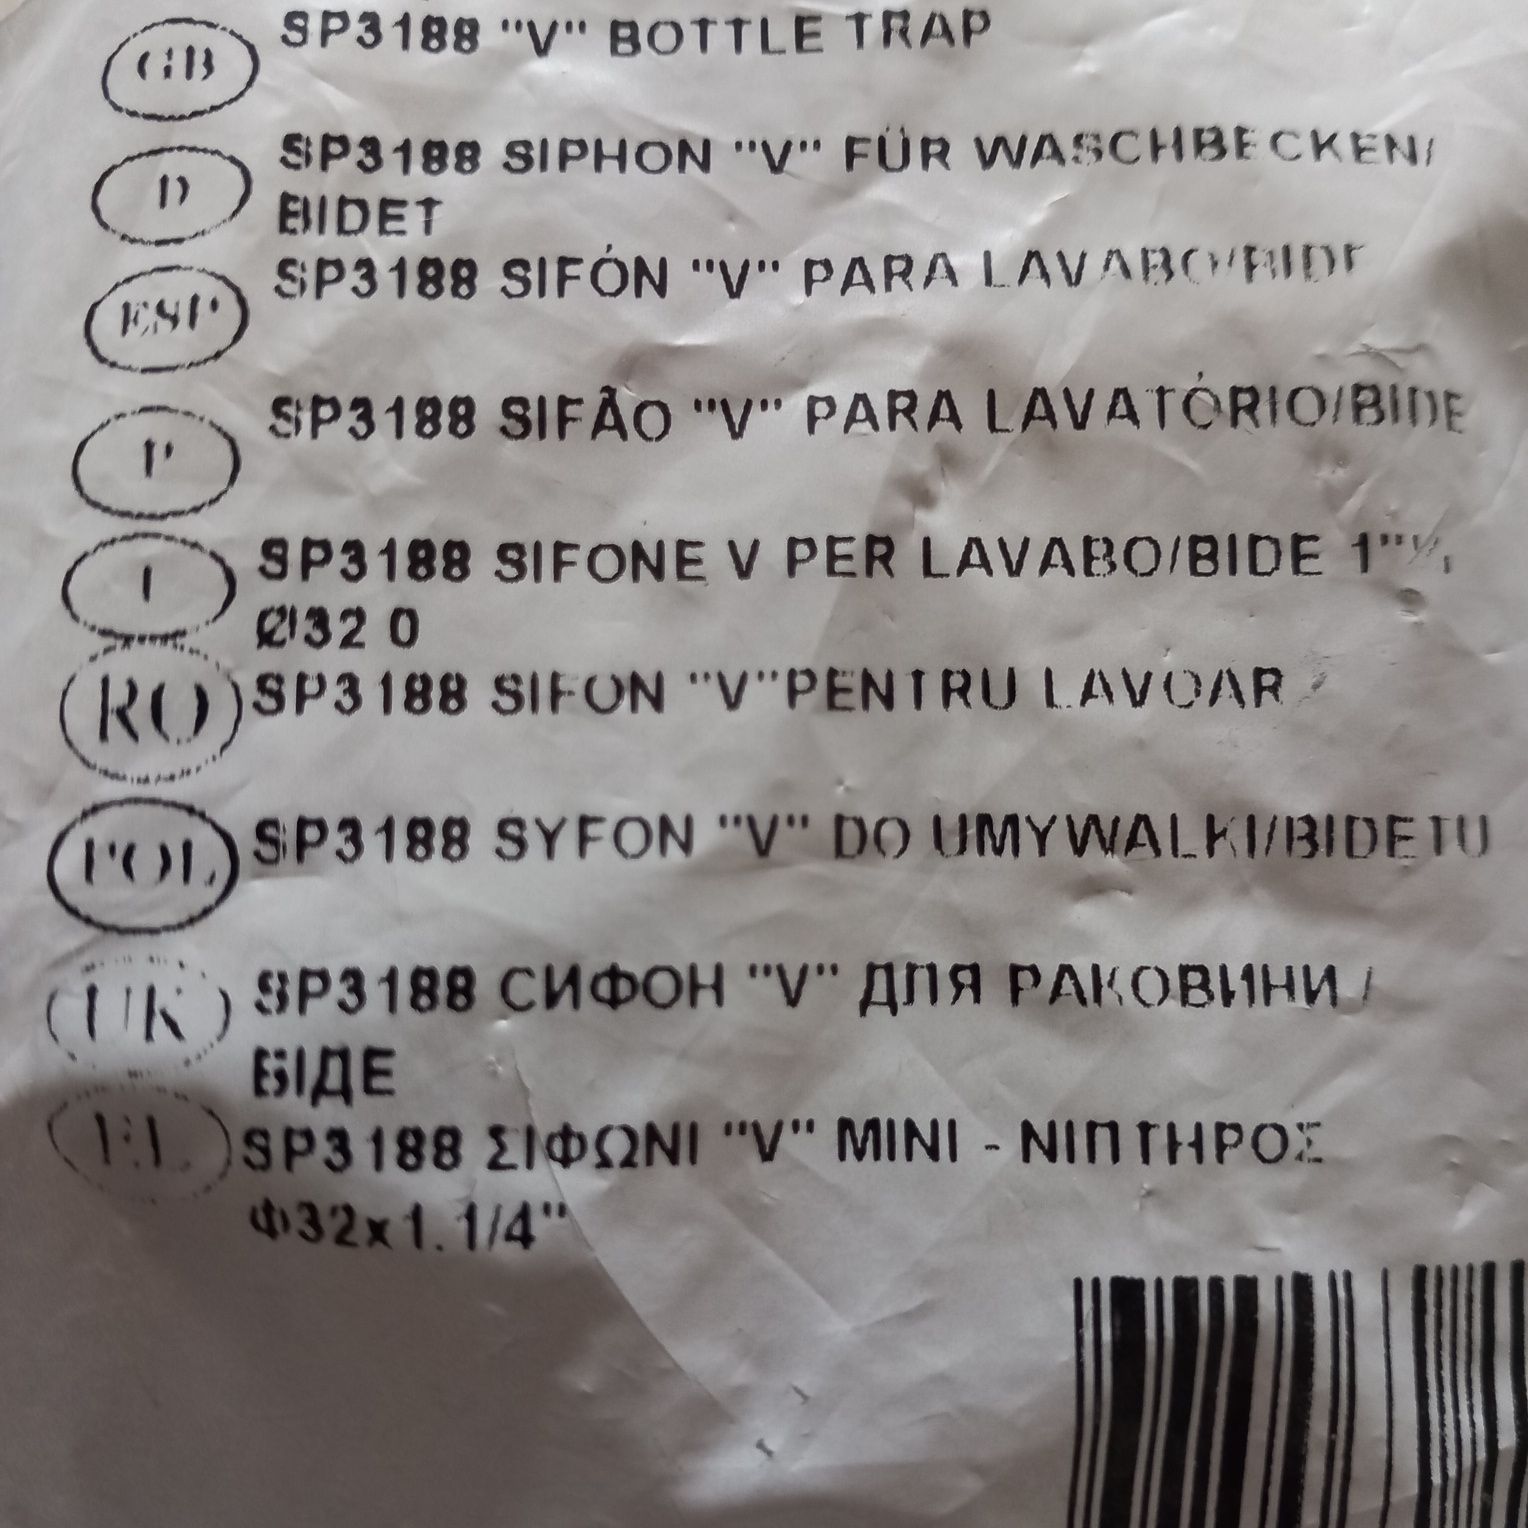 GB SP3188 "V" BOTTLE TRAP
D SP3188 SIPHON "V" FÜR WASCHBECKEN/
BIDET
ESP SP3188 SIFÓN "V" PARA LAVABO/BIDE
P SP3188 SIFÃO "V" PARA LAVATÓRIO/BIDE
I SP3188 SIFONE V PER LAVABO/BIDE 1"
Ø32 0
RO SP3188 SIFON "V"PENTRU LAVOAR
POL SP3188 SYFON "V" DO UMYWALKI/BIDETU
UK SP3188 СИФОН "V" ДЛЯ РАКОВИНИ /
БІДЕ
EL SP3188 ΣΙΦΩΝΙ "V" MINI - ΝΙΠΤΗΡΟΣ
Φ32x1.1/4"